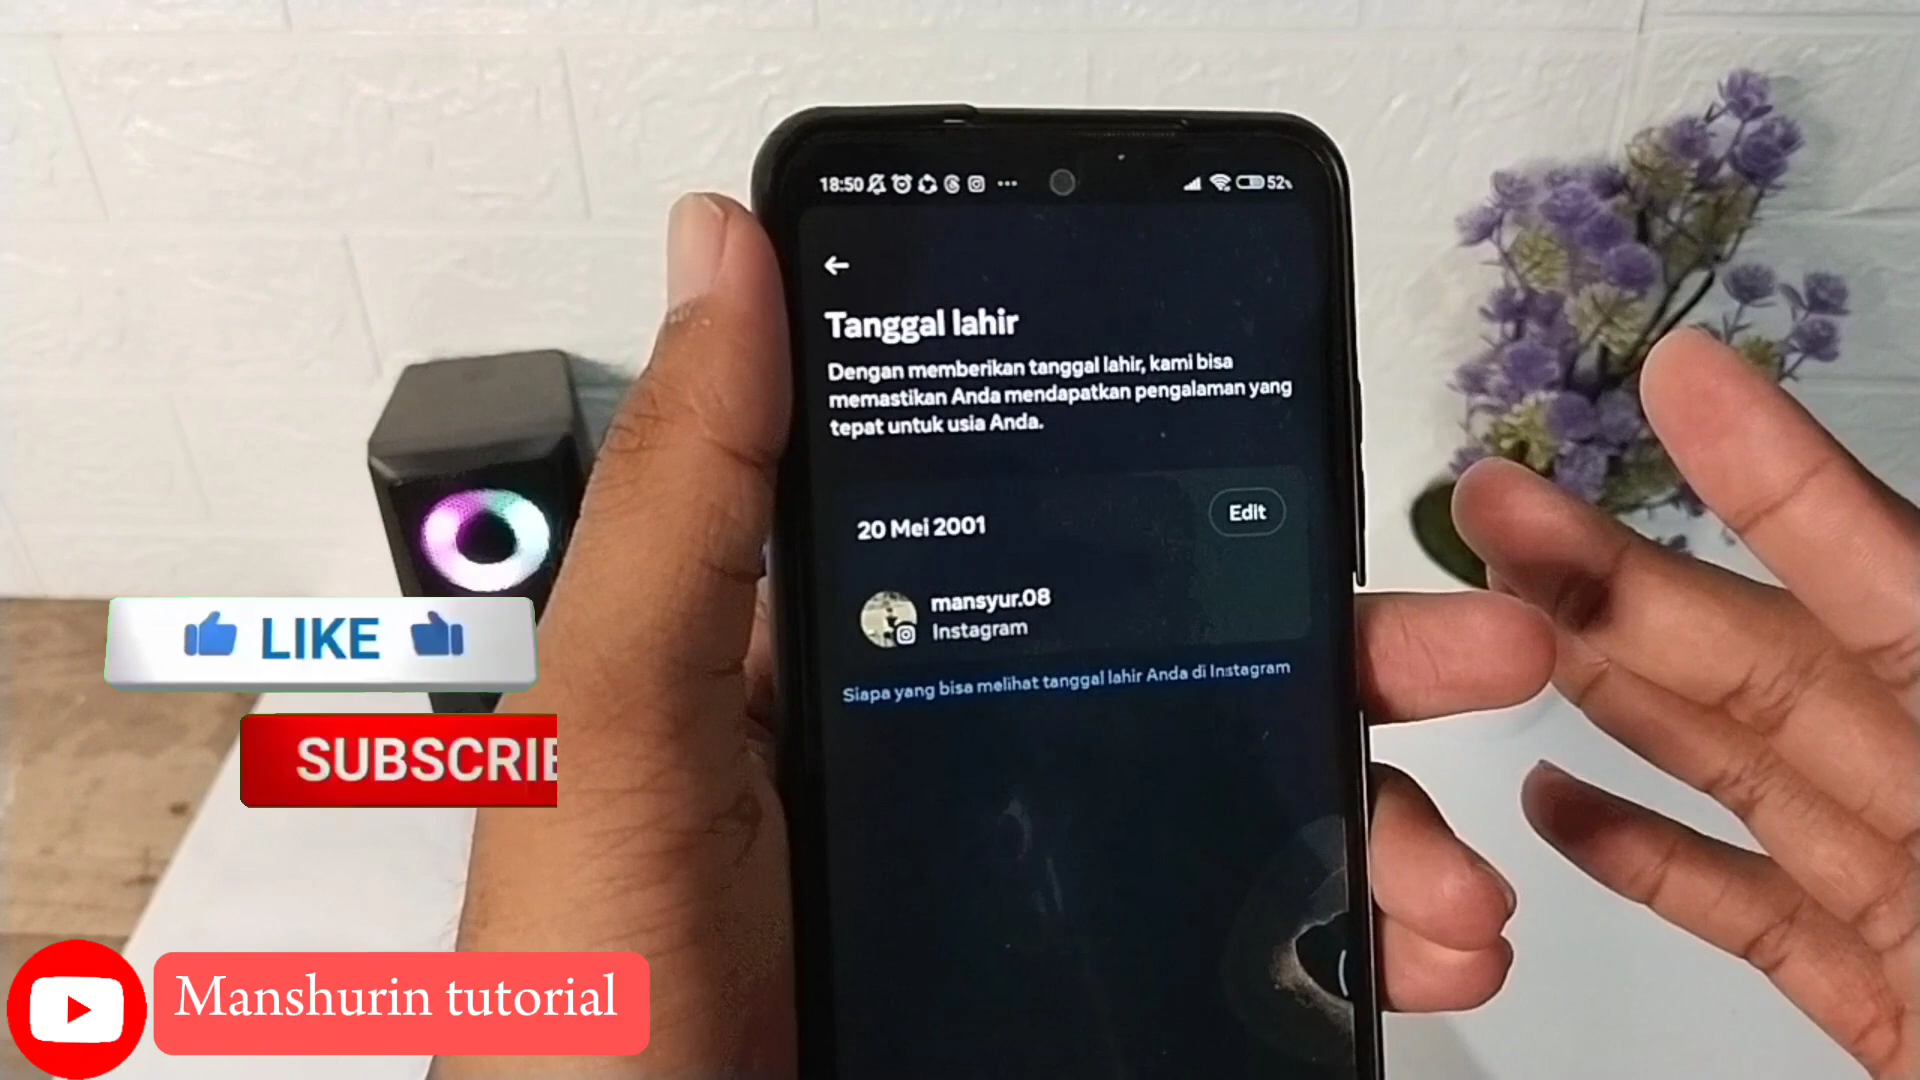 18:50
52%
Tanggal lahir
Dengan memberikan tanggal lahir, kami bisa
memastikan Anda mendapatkan pengalaman yang
tepat untuk usia Anda.
20 Mei 2001
Edit
mansyur.08
Instagram
Siapa yang bisa melihat tanggal lahir Anda di Instagram
LIKE
SUBSCRIBE
Manshurin tutorial